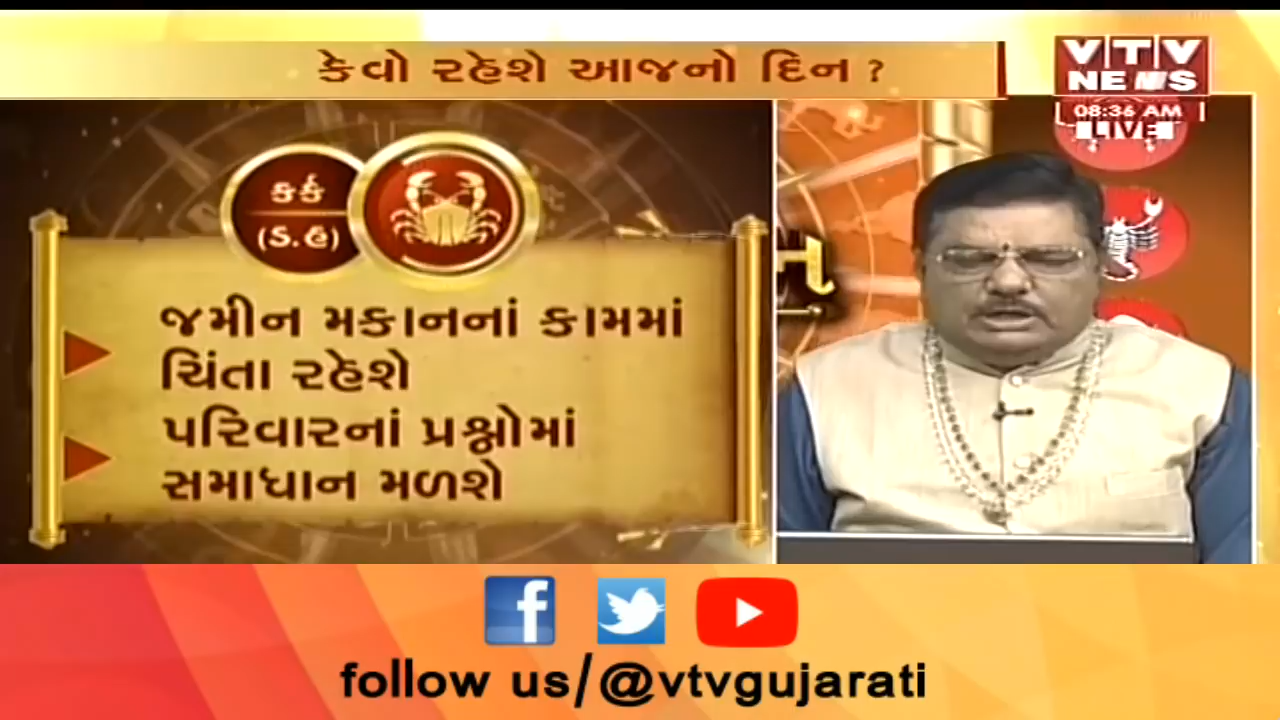 કેવો રહેશે આજનો દિન ?
VTV
NEWS
08:36 AM
LIVE
કર્ક
(ડ.હ)
જમીન મકાનનાં કામમાં
ચિંતા રહેશે
પરિવારનાં પ્રશ્નોમાં
સમાધાન મળશે
follow us/@vtvgujarati